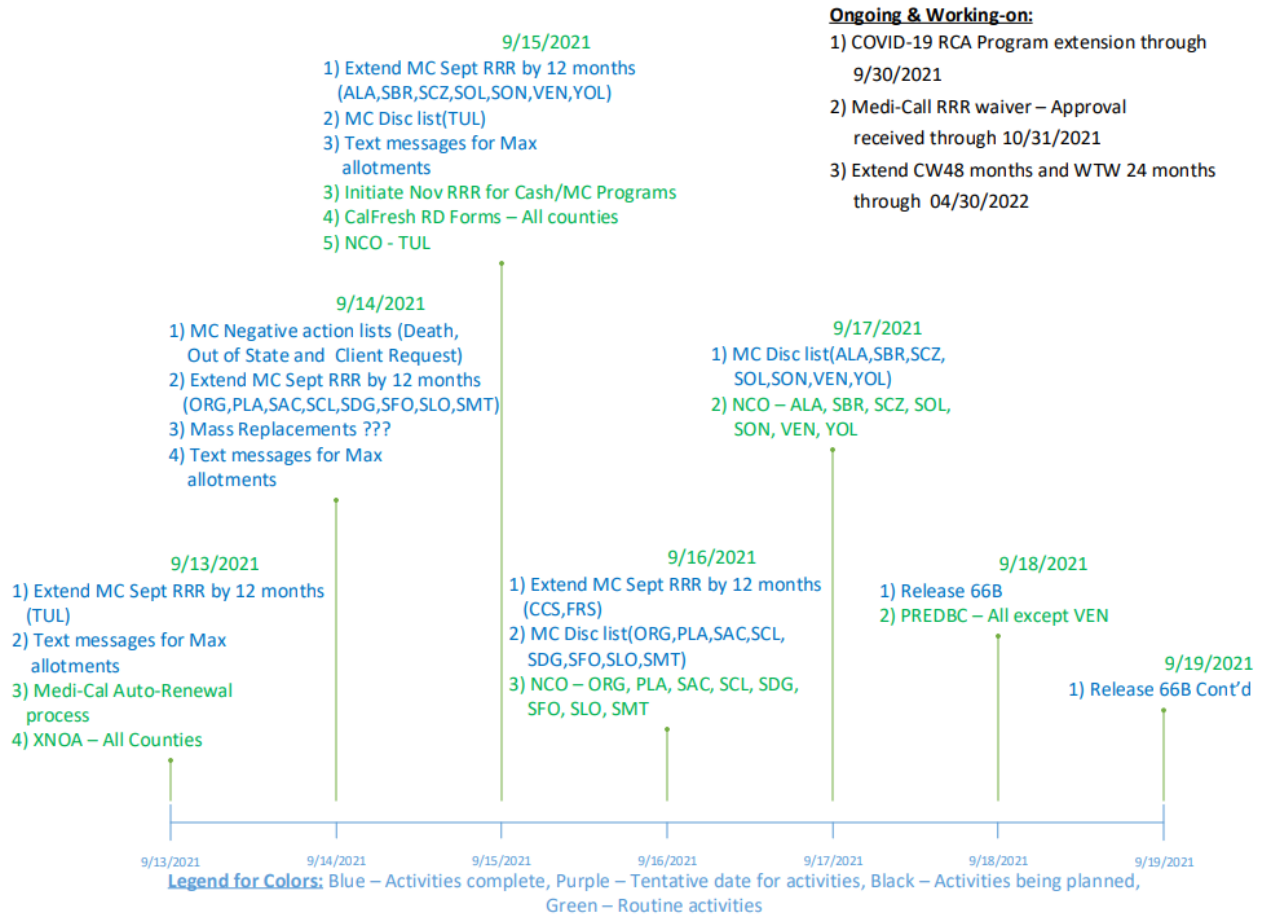 Ongoing & Working-on:
1) COVID-19 RCA Program extension through
9/30/2021
2) Medi-Call RRR waiver – Approval
received through 10/31/2021
3) Extend CW48 months and WTW 24 months
through 04/30/2022
9/15/2021
1) Extend MC Sept RRR by 12 months
(ALA,SBR,SCZ,SOL,SON,VEN,YOL)
2) MC Disc list(TUL)
3) Text messages for Max
allotments
3) Initiate Nov RRR for Cash/MC Programs
4) CalFresh RD Forms – All counties
5) NCO - TUL
9/14/2021
1) MC Negative action lists (Death,
Out of State and Client Request)
2) Extend MC Sept RRR by 12 months
(ORG,PLA,SAC,SCL,SDG,SFO,SLO,SMT)
3) Mass Replacements ???
4) Text messages for Max
allotments
9/17/2021
1) MC Disc list(ALA,SBR,SCZ,
SOL,SON,VEN,YOL)
2) NCO – ALA, SBR, SCZ, SOL,
SON, VEN, YOL
9/13/2021
1) Extend MC Sept RRR by 12 months
(TUL)
2) Text messages for Max
allotments
3) Medi-Cal Auto-Renewal
process
4) XNOA – All Counties
9/16/2021
1) Extend MC Sept RRR by 12 months
(CCS,FRS)
2) MC Disc list(ORG,PLA,SAC,SCL,
SDG,SFO,SLO,SMT)
3) NCO – ORG, PLA, SAC, SCL, SDG,
SFO, SLO, SMT
9/18/2021
1) Release 66B
2) PREDBC – All except VEN
9/19/2021
1) Release 66B Cont’d
9/13/2021
9/14/2021
9/15/2021
9/16/2021
9/17/2021
9/18/2021
9/19/2021
Legend for Colors: Blue – Activities complete, Purple – Tentative date for activities, Black – Activities being planned,
Green – Routine activities